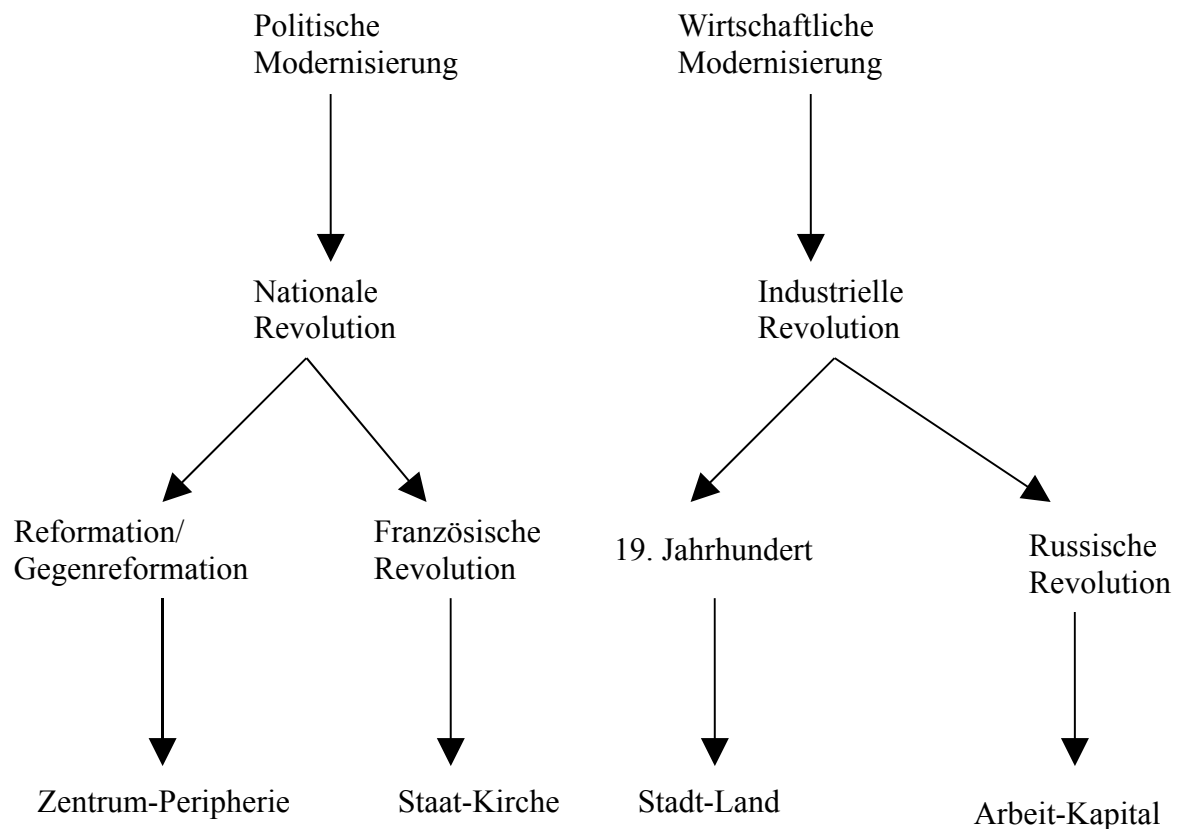 Politische
Modernisierung
Wirtschaftliche
Modernisierung
Nationale
Revolution
Industrielle
Revolution
Reformation/
Gegenreformation
Französische
Revolution
19. Jahrhundert
Russische
Revolution
Zentrum-Peripherie
Staat-Kirche
Stadt-Land
Arbeit-Kapital